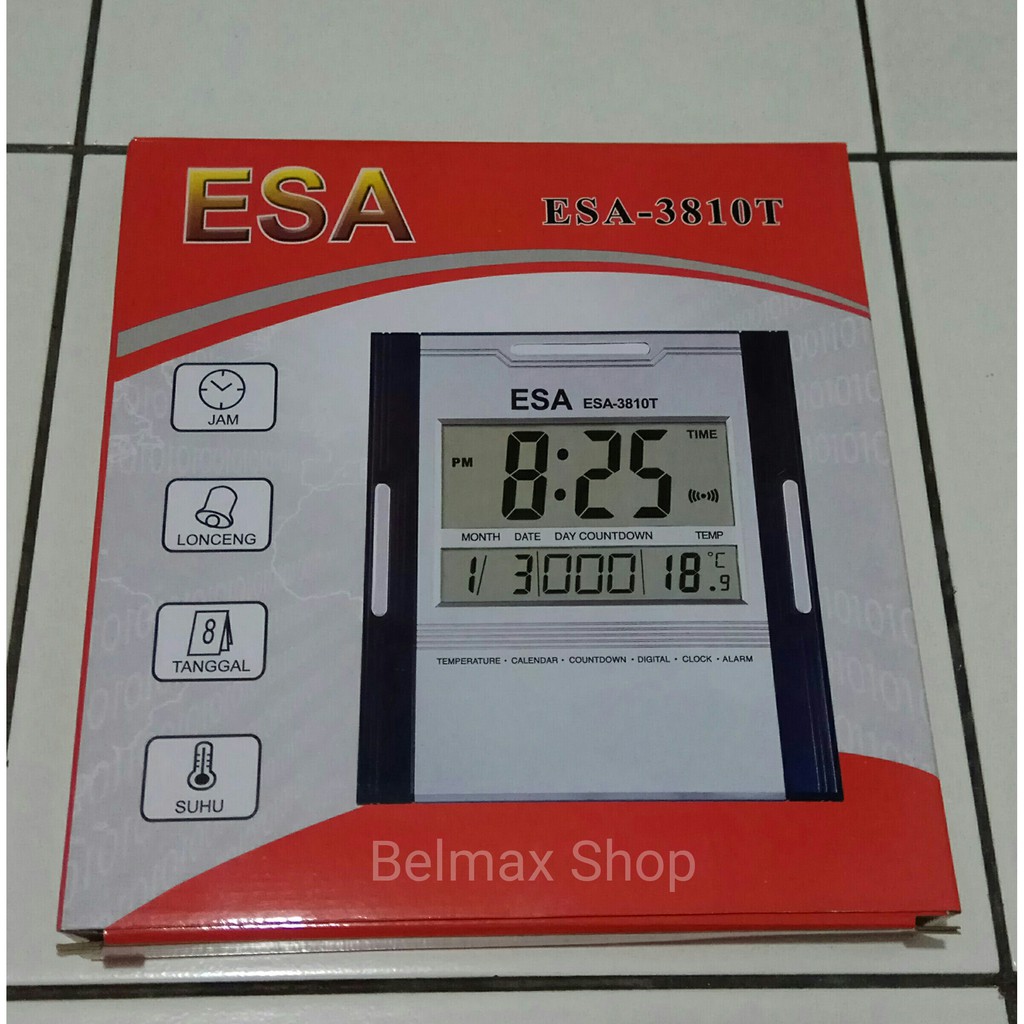 ESA
ESA-3810T
JAM
LONCENG
8
TANGGAL
SUHU
ESA ESA-3810T
PM 8:25 TIME
MONTH DATE DAY COUNTDOWN TEMP
1/ 3 000 18.9 °C
TEMPERATURE · CALENDAR · COUNTDOWN · DIGITAL · CLOCK · ALARM
Belmax Shop